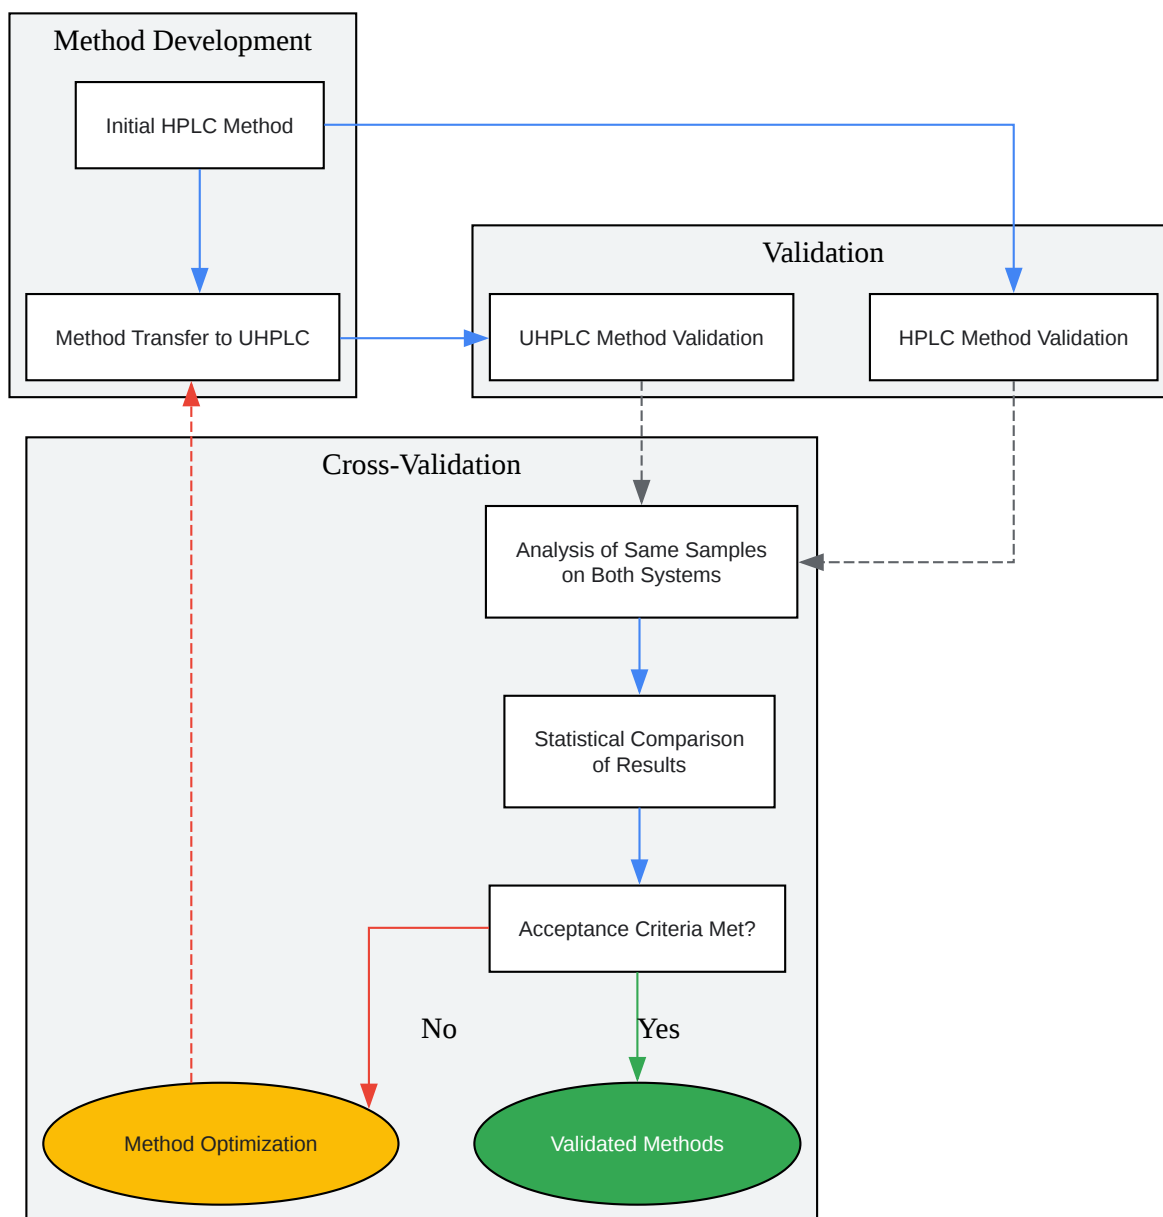 Method Development
Initial HPLC Method
Method Transfer to UHPLC
Validation
UHPLC Method Validation
HPLC Method Validation
Cross-Validation
Analysis of Same Samples
on Both Systems
Statistical Comparison
of Results
Acceptance Criteria Met?
No
Yes
Method Optimization
Validated Methods